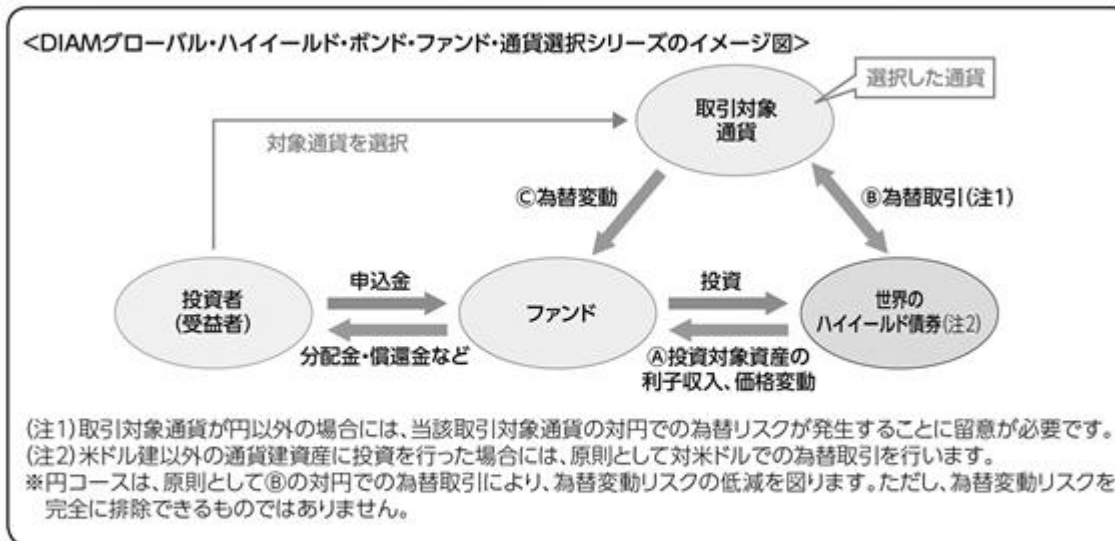 <DIAMグローバル・ハイイールド・ボンド・ファンド・通貨選択シリーズのイメージ図>
選択した通貨
取引対象
通貨
対象通貨を選択
Ⓒ為替変動
Ⓑ為替取引(注1)
投資者
(受益者)
申込金
分配金・償還金など
ファンド
投資
Ⓐ投資対象資産の
利子収入、価格変動
世界の
ハイイールド債券(注2)
(注1)取引対象通貨が円以外の場合には、当該取引対象通貨の対円での為替リスクが発生することに留意が必要です。
(注2)米ドル建以外の通貨建資産に投資を行った場合には、原則として対米ドルでの為替取引を行います。
※円コースは、原則としてⒷの対円での為替取引により、為替変動リスクの低減を図ります。ただし、為替変動リスクを
完全に排除できるものではありません。